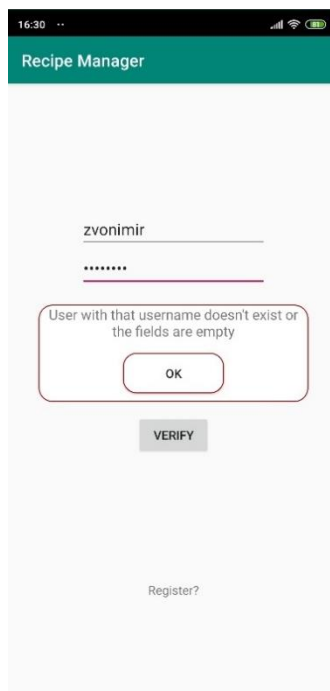 16:30
Recipe Manager
zvonimir
••••••••
User with that username doesn't exist or
the fields are empty
OK
VERIFY
Register?